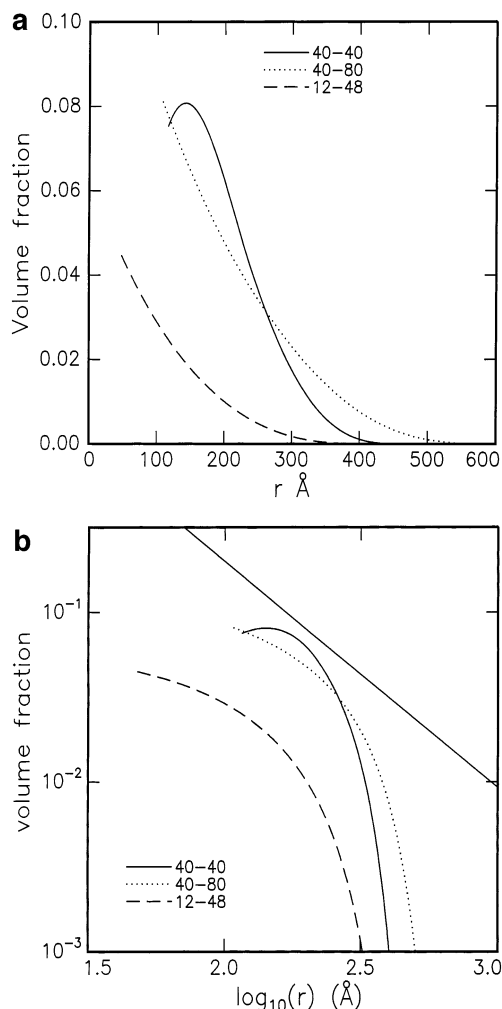 a
0.10
0.08
0.06
0.04
0.02
0.00
Volume fraction
40-40
40-80
12-48
0 100 200 300 400 500 600
r Å
b
10⁻¹
10⁻²
10⁻³
volume fraction
40-40
40-80
12-48
1.5 2.0 2.5 3.0
log₁₀(r) (Å)